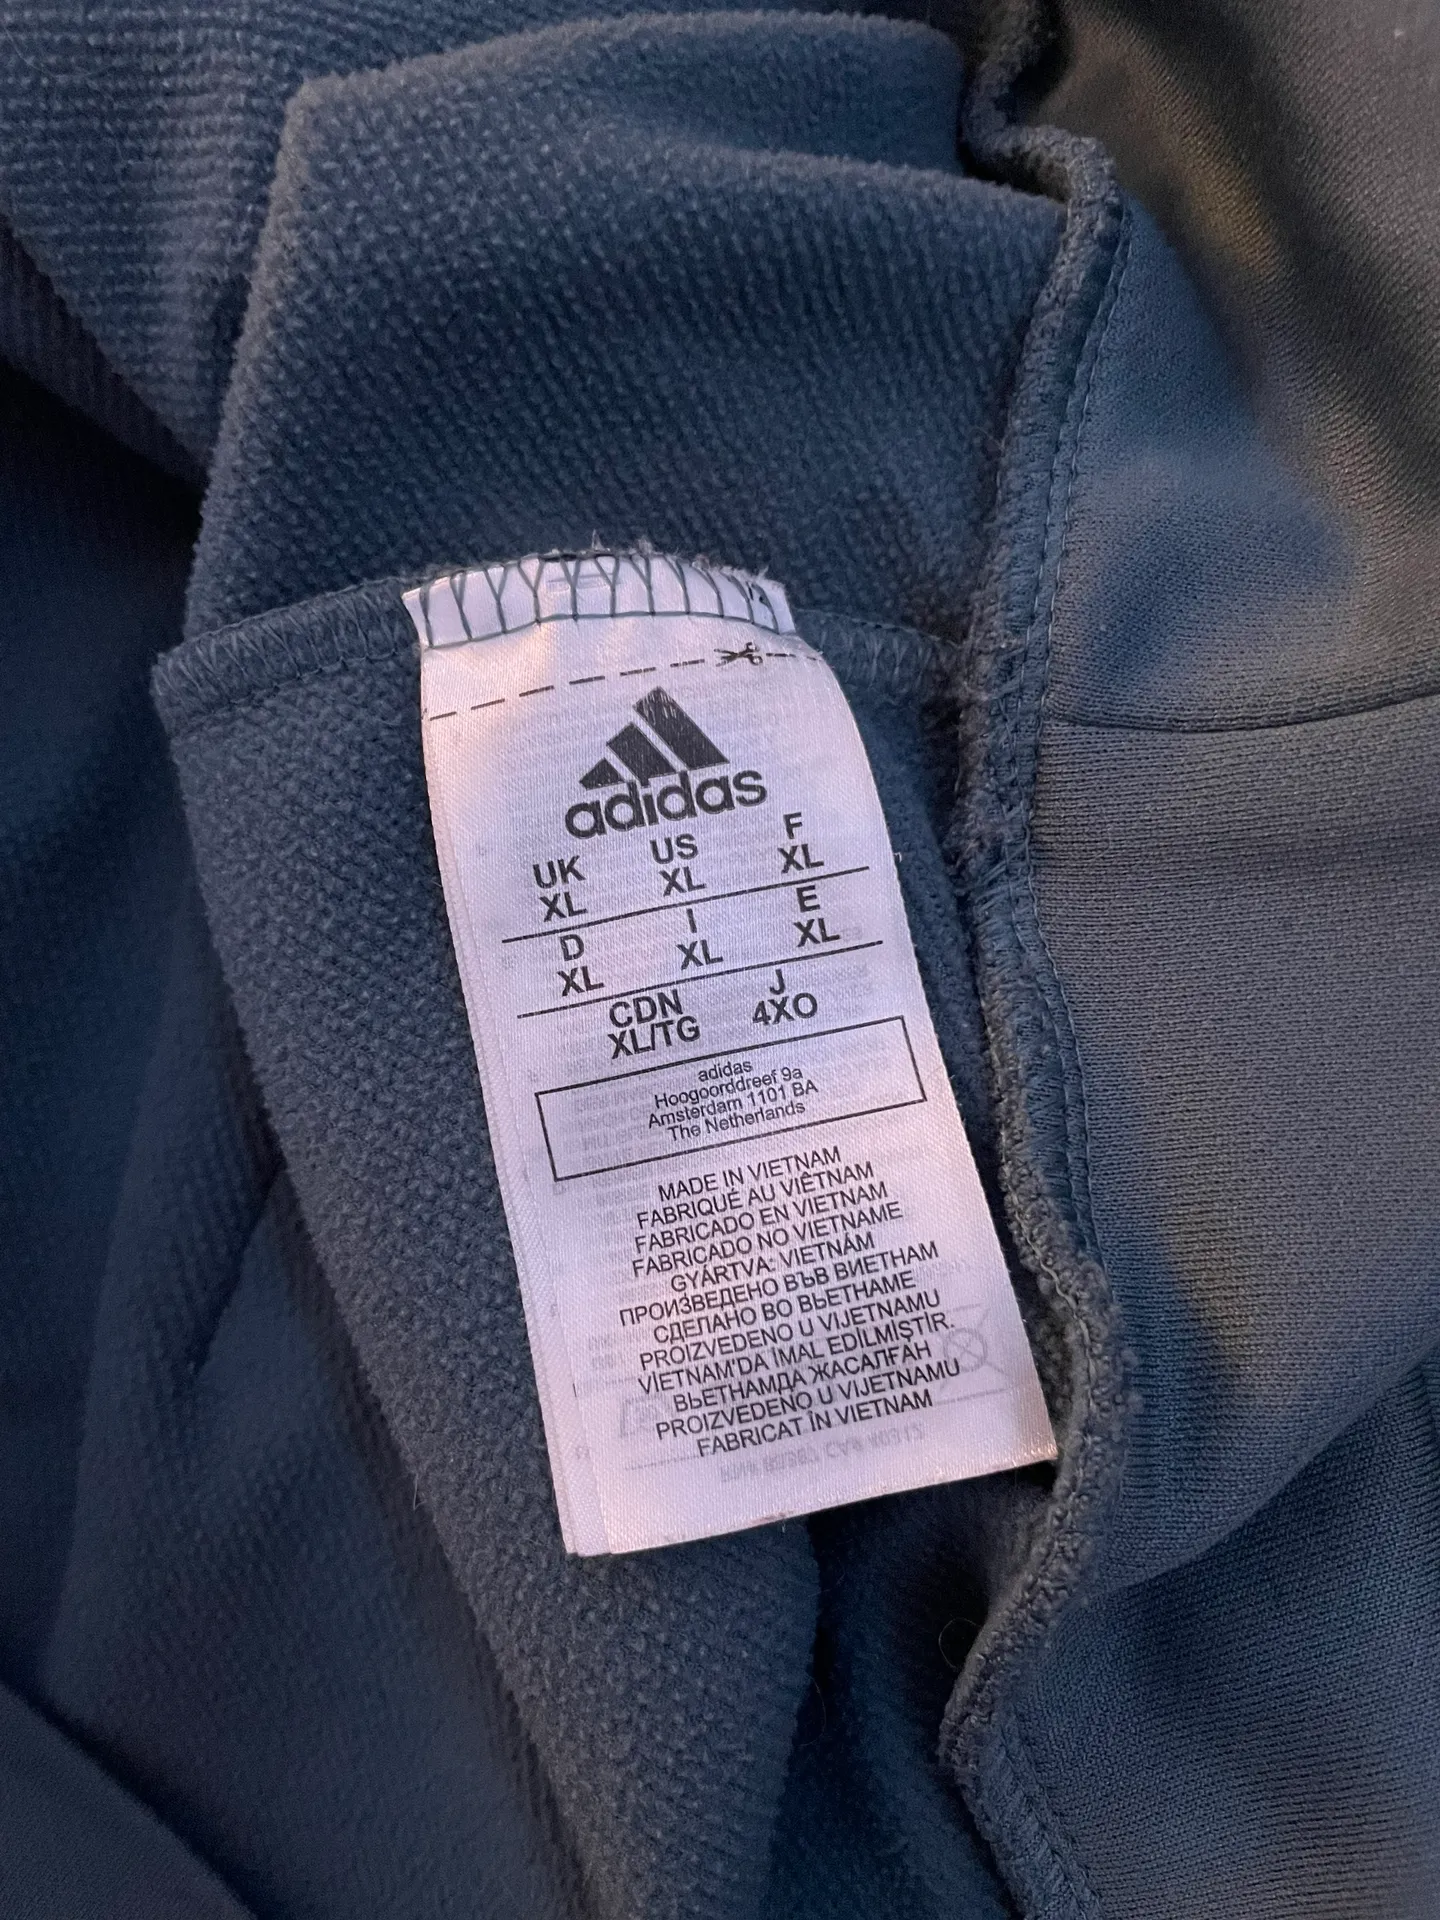 adidas
UK US F
XL XL XL
D I E
XL XL XL
CDN J
XL/TG 4XO
adidas
Hoogoorddreef 9a
Amsterdam 1101 BA
The Netherlands
MADE IN VIETNAM
FABRIQUÉ AU VIÊTNAM
FABRICADO EN VIETNAM
FABRICADO NO VIETNAME
GYÁRTVA: VIETNÁM
ПРОИЗВЕДЕНО ВЪВ ВИЕТНАМ
СДЕЛАНО ВО ВЬЕТНАМЕ
PROIZVEDENO U VIJETNAMU
VİETNAM'DA İMAL EDİLMİŞTİR.
ВЬЕТНАМДА ЖАСАЛҒАН
PROIZVEDENO U VIJETNAMU
FABRICAT ÎN VIETNAM